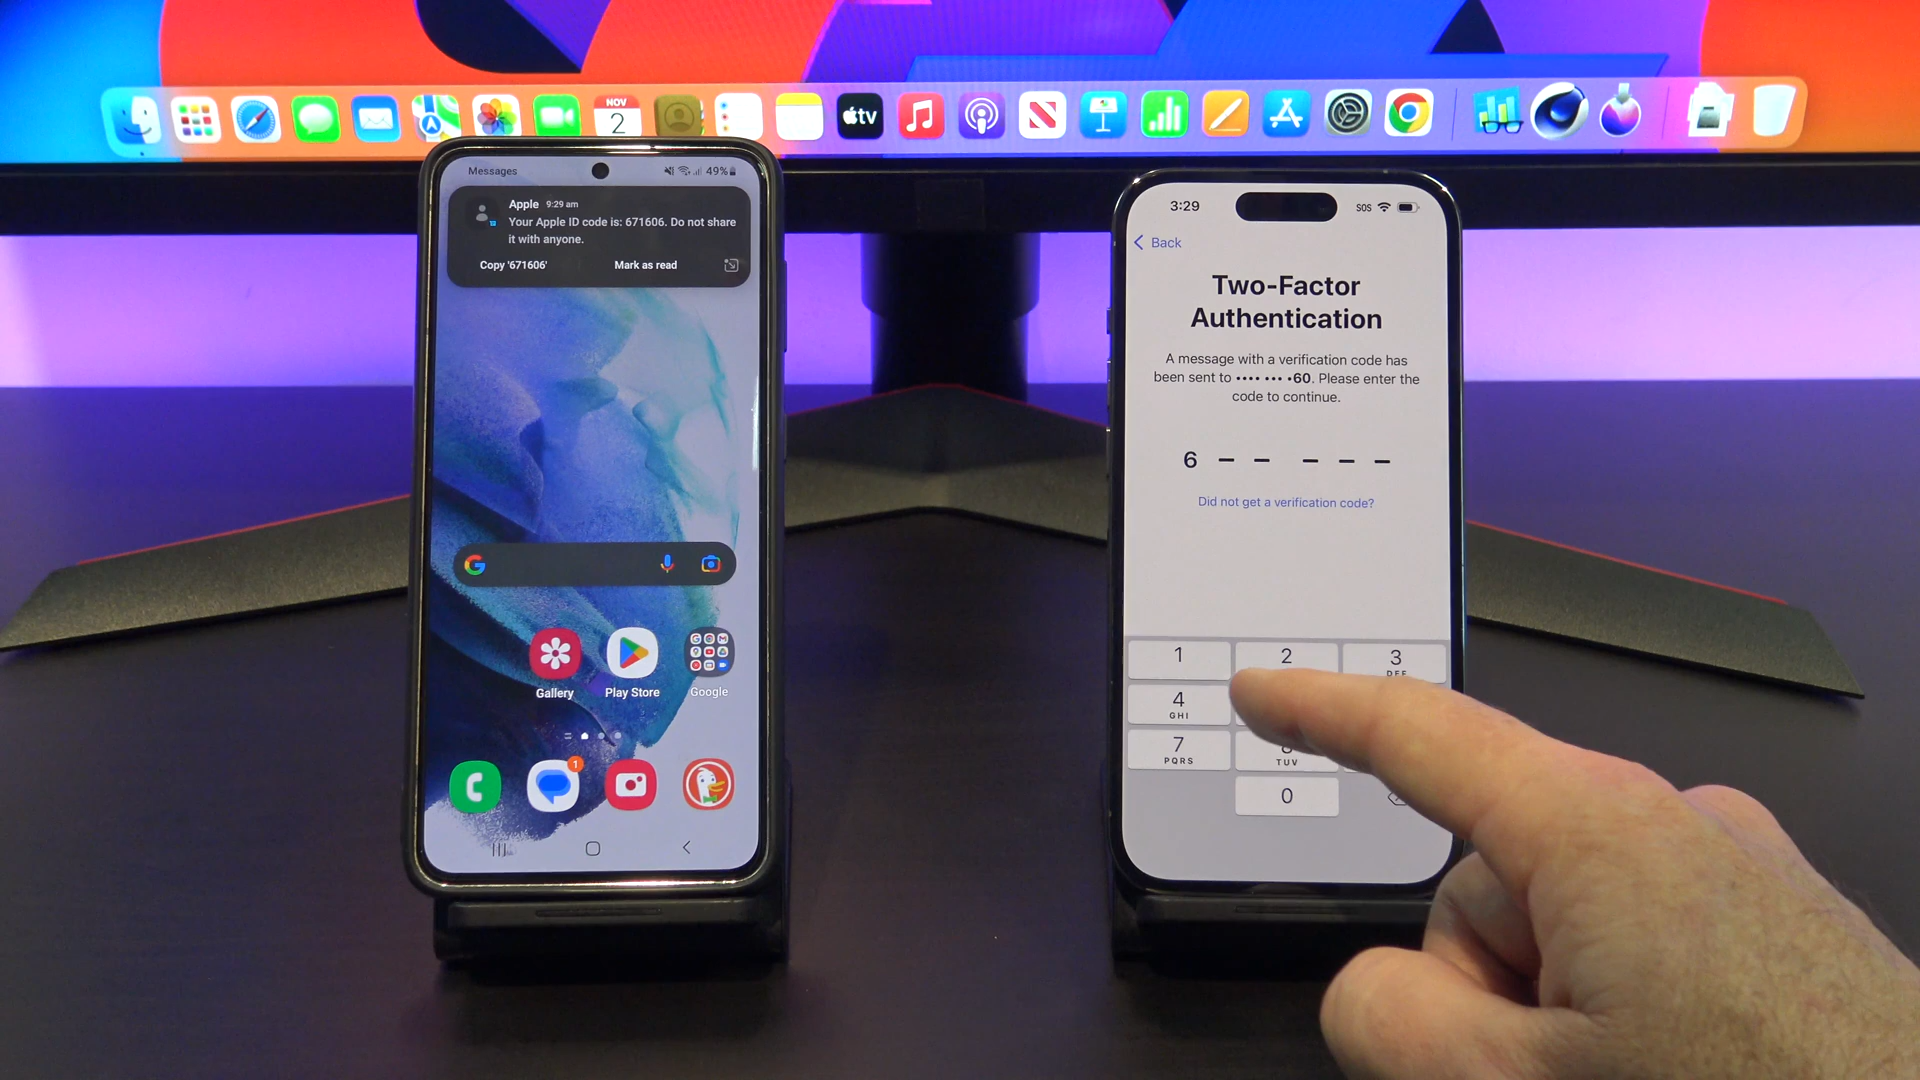 NOV
2
tv
Messages
49%
Apple 9:29 am
Your Apple ID code is: 671606. Do not share
it with anyone.
Copy '671606'
Mark as read
Gallery
Play Store
Google
1
3:29
SOS
Back
Two-Factor
Authentication
A message with a verification code has
been sent to •••• ••• •60. Please enter the
code to continue.
6 – – – – –
Did not get a verification code?
1
2
3
DEF
4
GHI
7
PQRS
8
TUV
0